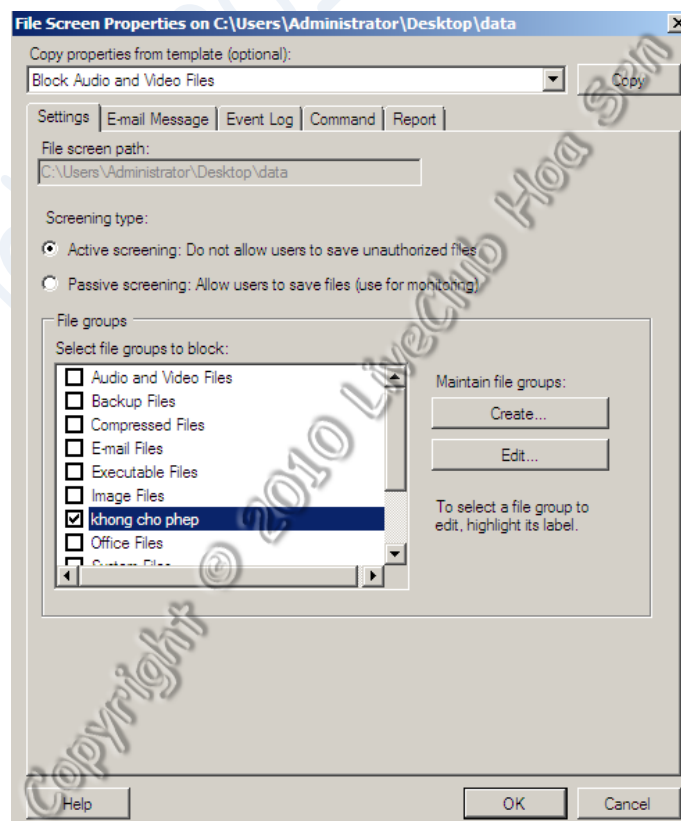 File Screen Properties on C:\Users\Administrator\Desktop\data
Copy properties from template (optional):
Block Audio and Video Files
Copy
Settings
E-mail Message
Event Log
Command
Report
File screen path:
C:\Users\Administrator\Desktop\data
Screening type:
Active screening: Do not allow users to save unauthorized files
Passive screening: Allow users to save files (use for monitoring)
File groups
Select file groups to block:
Audio and Video Files
Backup Files
Compressed Files
E-mail Files
Executable Files
Image Files
khong cho phep
Office Files
System Files
Maintain file groups:
Create...
Edit...
To select a file group to
edit, highlight its label.
Help
OK
Cancel
Copyright © 2010 LiveClub Hoa Sen